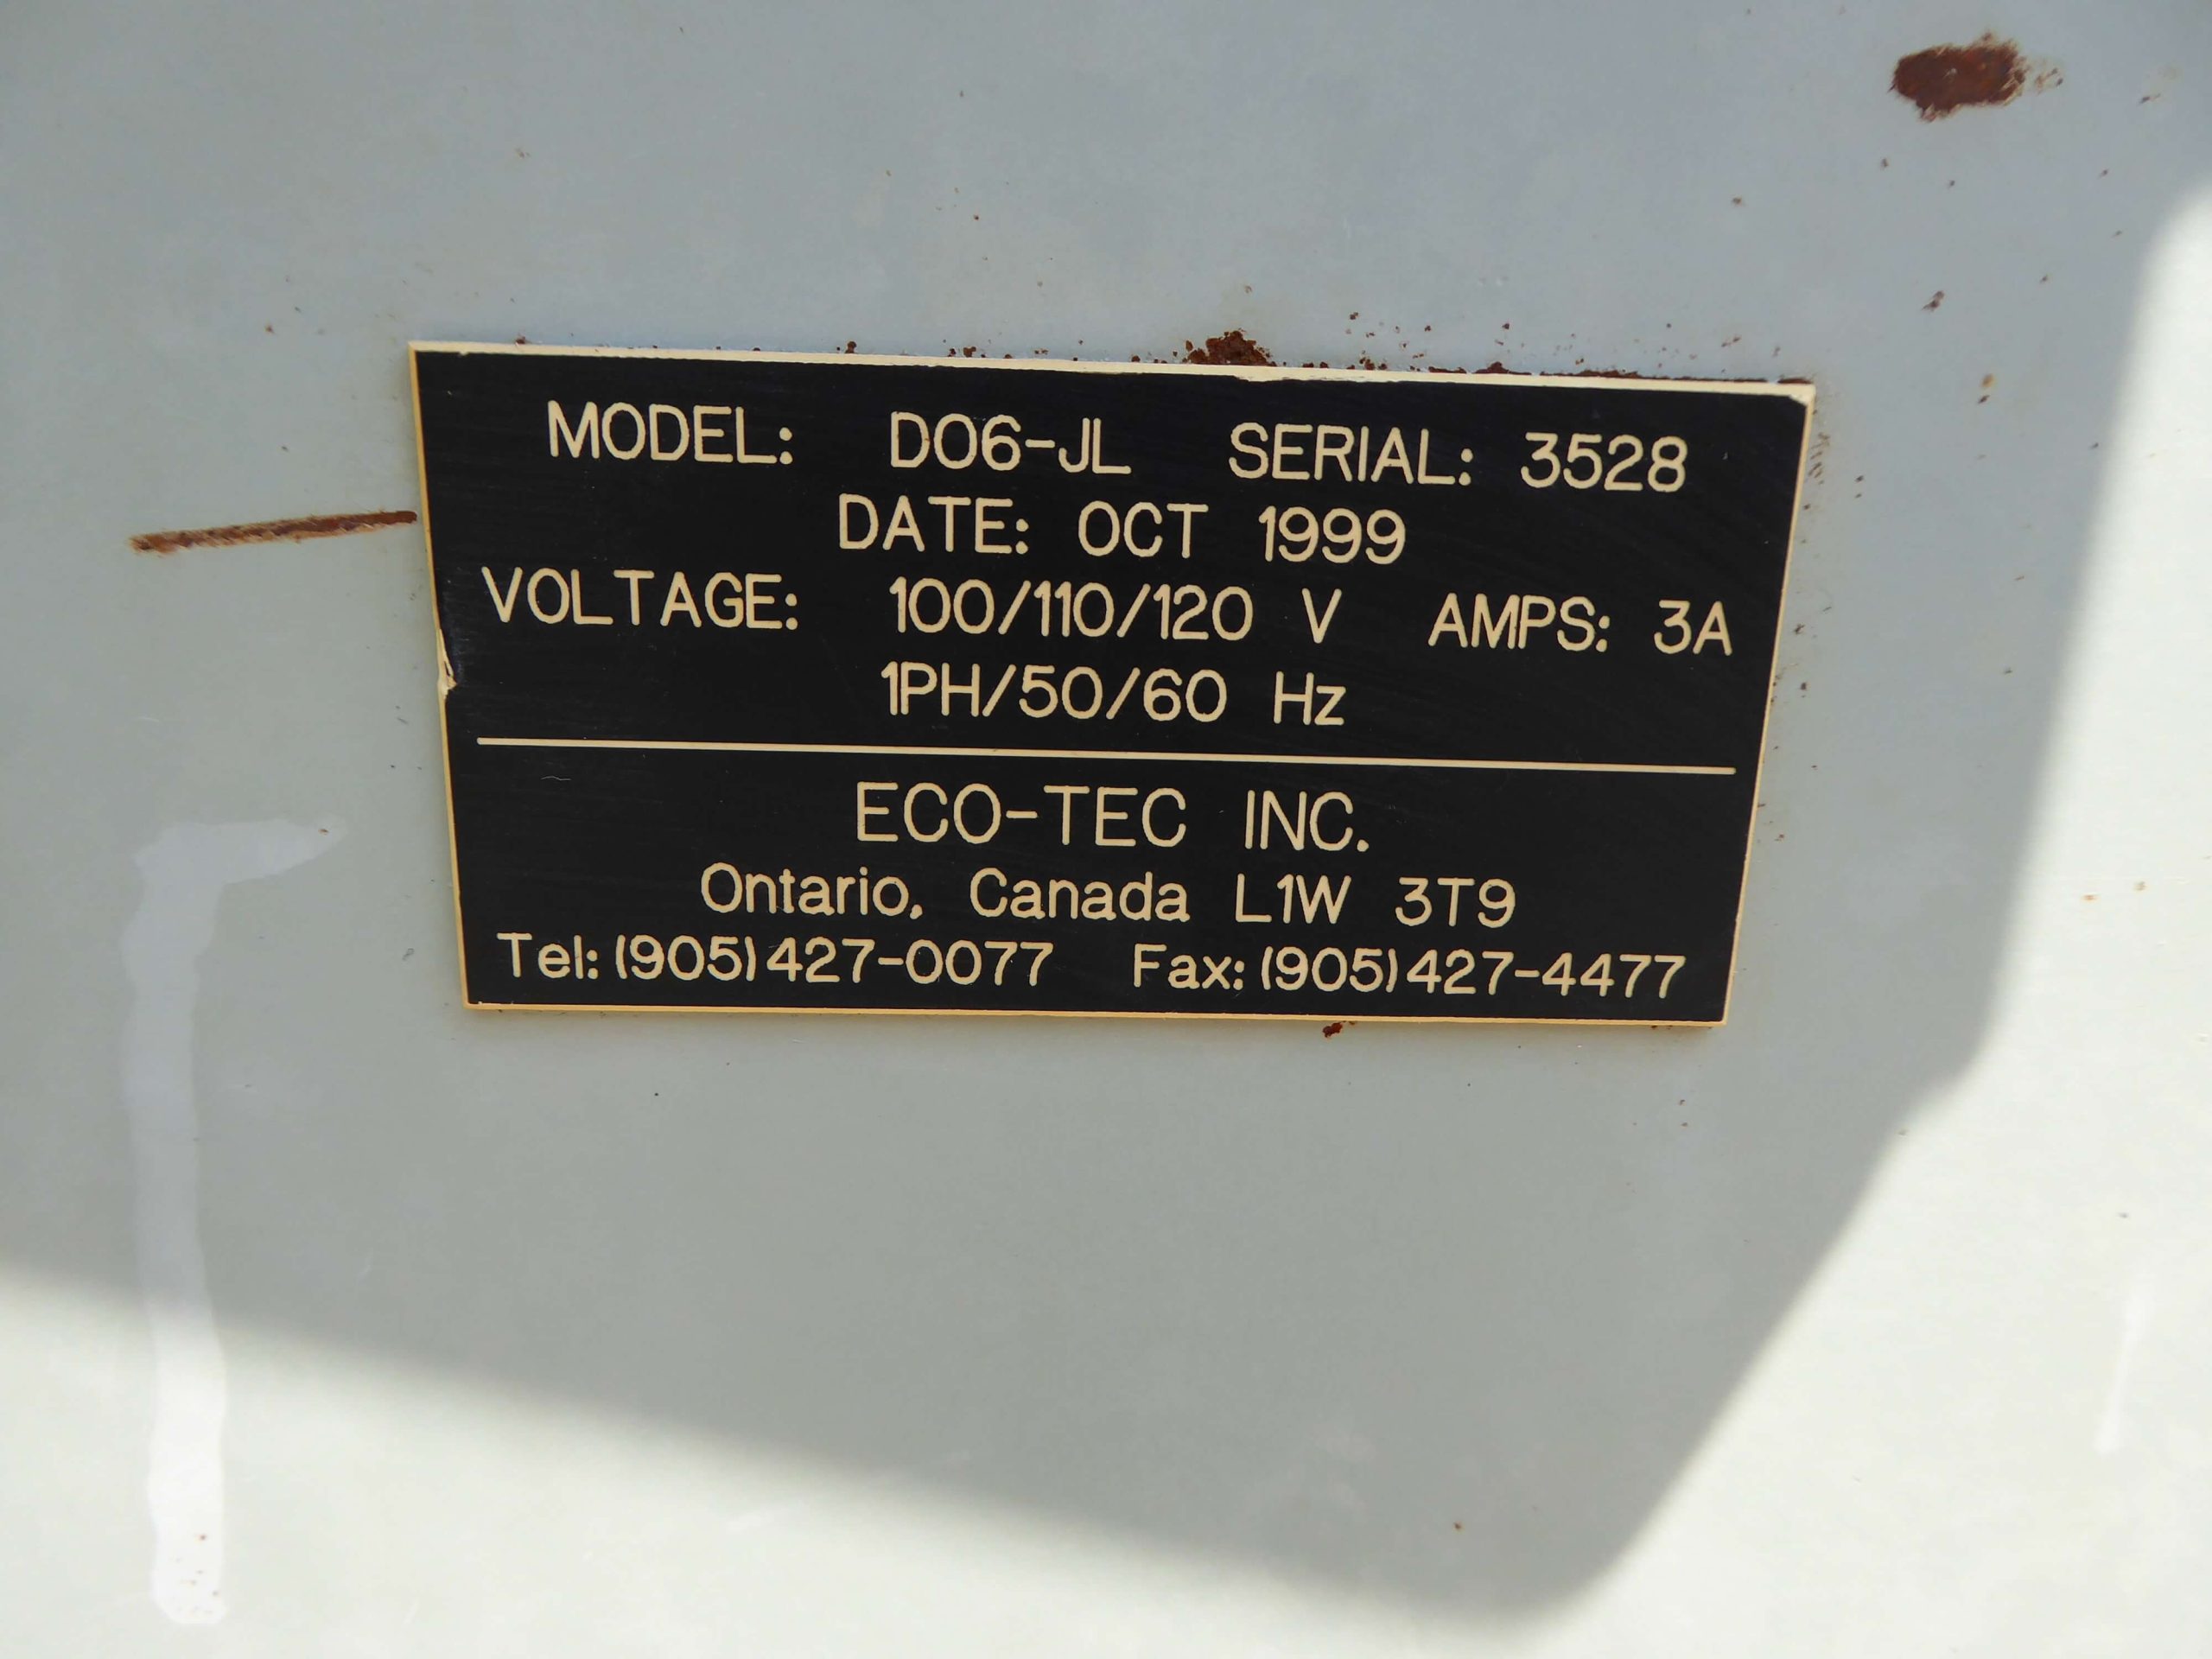 MODEL: DO6-JL SERIAL: 3528
DATE: OCT 1999
VOLTAGE: 100/110/120 V AMPS: 3A
1PH/50/60 Hz
ECO-TEC INC.
Ontario, Canada L1W 3T9
Tel: (905)427-0077 Fax: (905)427-4477